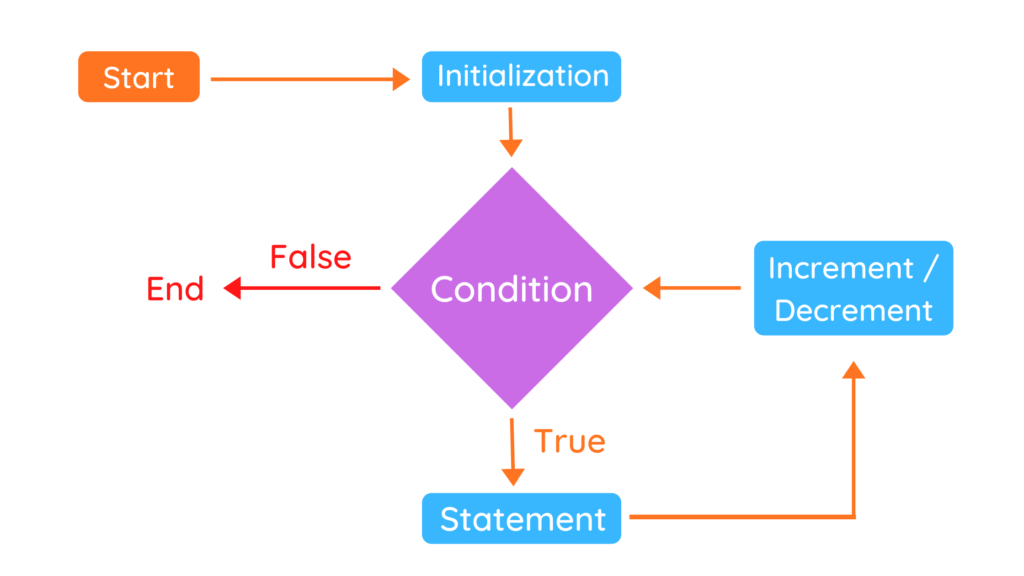 Start
Initialization
False
End
Condition
Increment /
Decrement
True
Statement